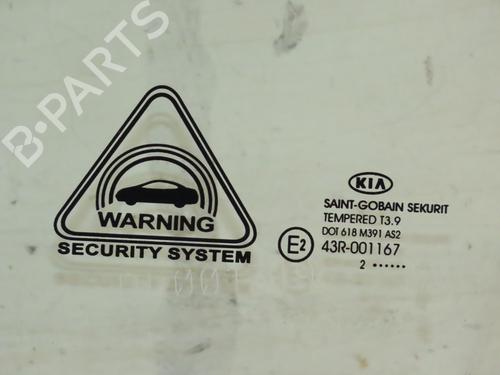 B-PARTS
WARNING
SECURITY SYSTEM
KIA
SAINT-GOBAIN SEKURIT
TEMPERED T3.9
DOT 618 M391 AS2
E2 43R-001167
2 ......